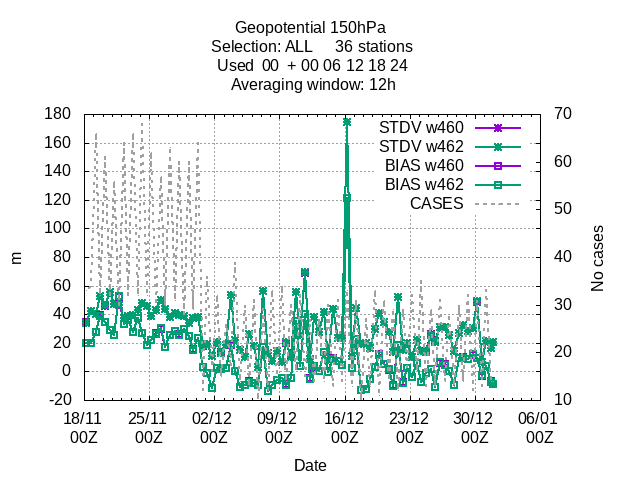 Geopotential 150hPa
Selection: ALL 36 stations
Used 00 + 00 06 12 18 24
Averaging window: 12h
180
160
140
120
100
80
60
40
20
0
-20
m
70
60
50
40
30
20
10
No cases
STDV w460
STDV w462
BIAS w460
BIAS w462
CASES
18/11 25/11 02/12 09/12 16/12 23/12 30/12 06/01
00Z 00Z 00Z 00Z 00Z 00Z 00Z 00Z
Date